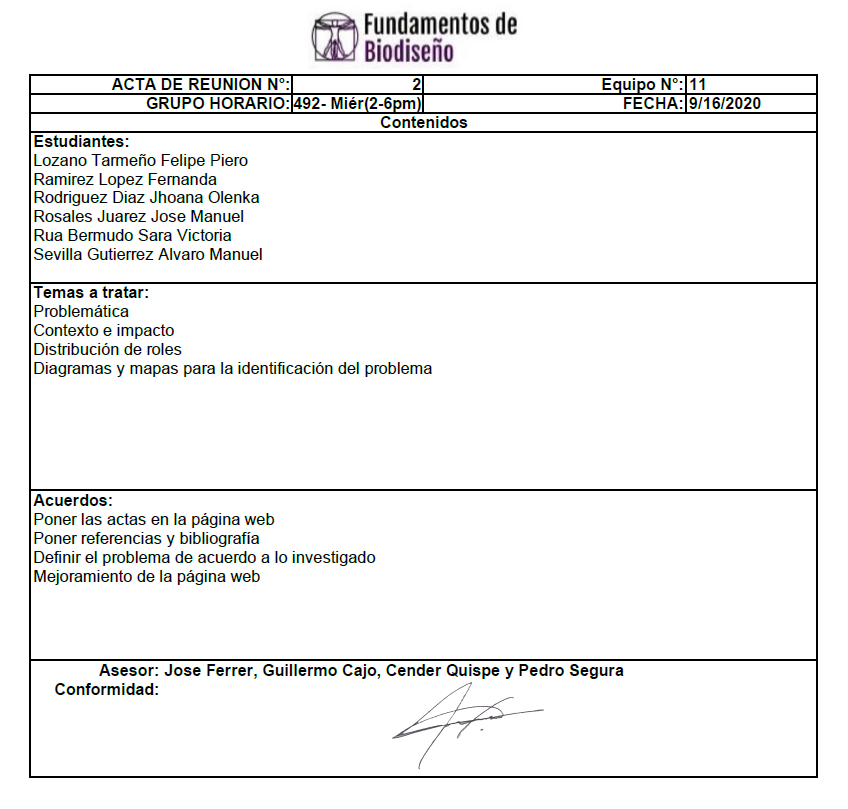 Fundamentos de
Biodiseño
ACTA DE REUNION N°: 2 Equipo N°: 11
GRUPO HORARIO: 492- Miér(2-6pm) FECHA: 9/16/2020
Contenidos
Estudiantes:
Lozano Tarmeño Felipe Piero
Ramirez Lopez Fernanda
Rodriguez Diaz Jhoana Olenka
Rosales Juarez Jose Manuel
Rua Bermudo Sara Victoria
Sevilla Gutierrez Alvaro Manuel
Temas a tratar:
Problemática
Contexto e impacto
Distribución de roles
Diagramas y mapas para la identificación del problema
Acuerdos:
Poner las actas en la página web
Poner referencias y bibliografía
Definir el problema de acuerdo a lo investigado
Mejoramiento de la página web
Asesor: Jose Ferrer, Guillermo Cajo, Cender Quispe y Pedro Segura
Conformidad: